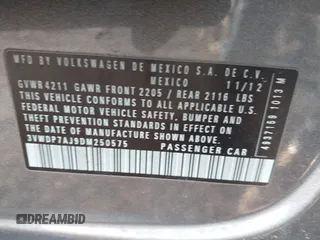 MFD BY VOLKSWAGEN DE MEXICO S.A. DE C.V.
MEXICO 11/12
GVWR 4211 GAWR FRONT 2205 / REAR 2116 LBS
THIS VEHICLE CONFORMS TO ALL APPLICABLE
FEDERAL MOTOR VEHICLE SAFETY, BUMPER AND
THEFT PREVENTION STANDARDS IN EFFECT ON THE
DATE OF MANUFACTURE SHOWN ABOVE.
3VWDP7AJ9DM250575
PASSENGER CAR
4997169 1013 M
DREAMBID